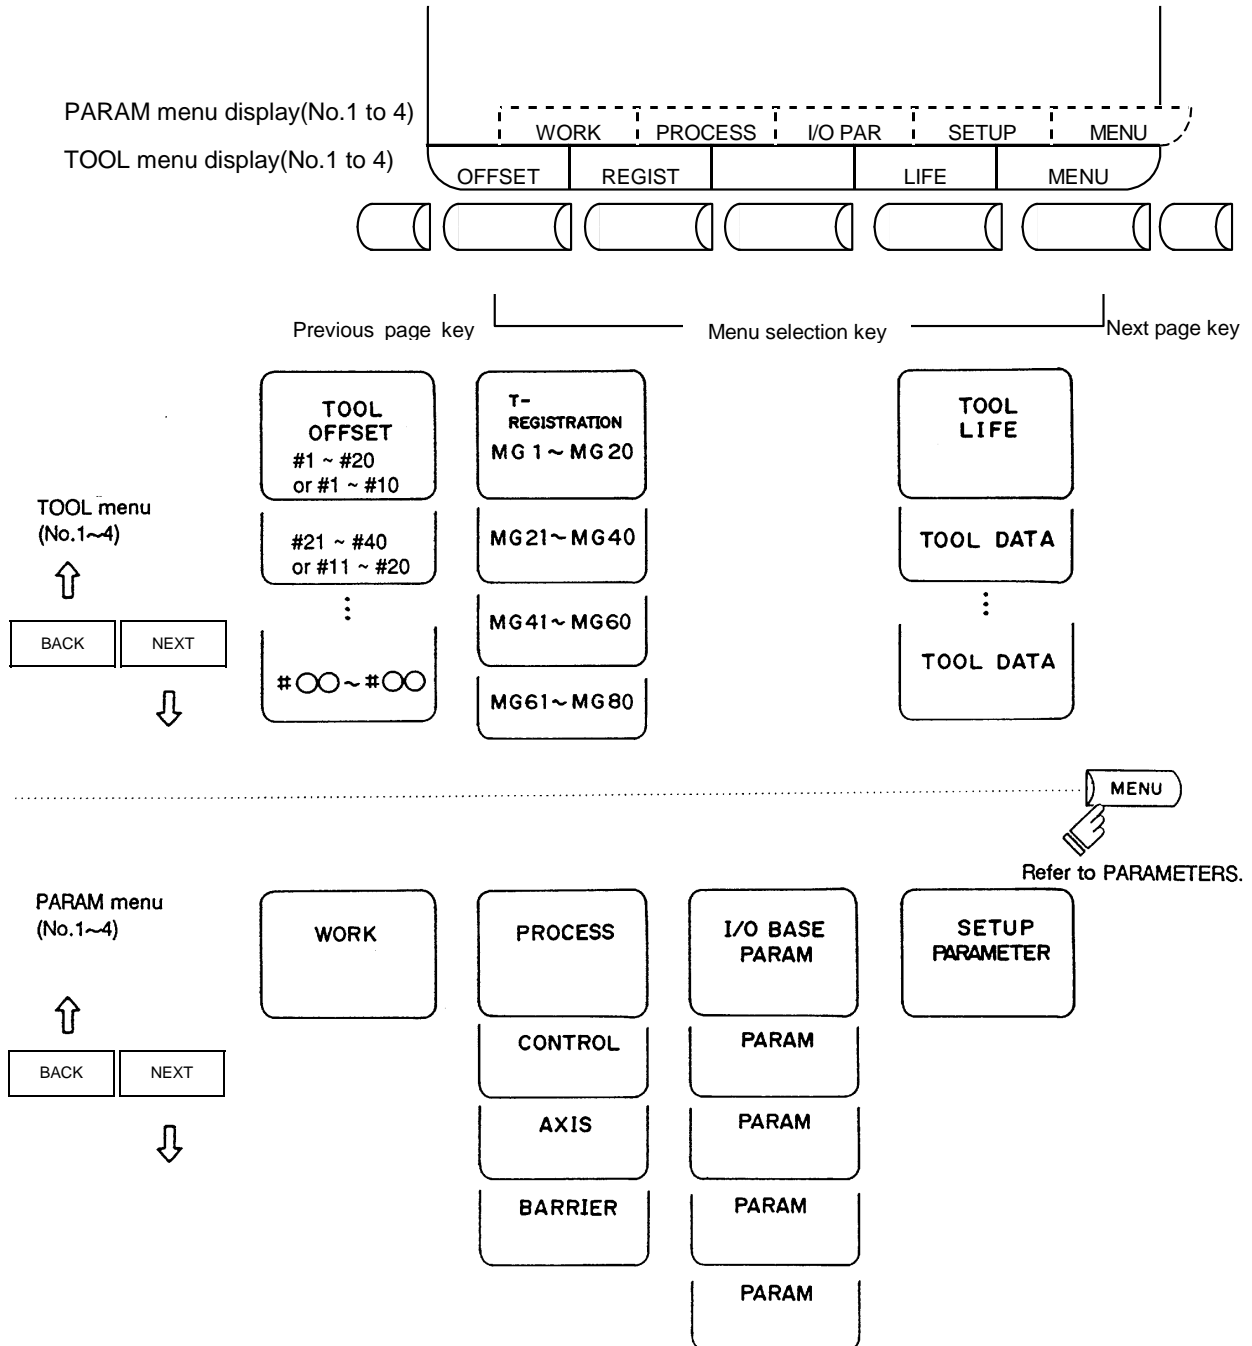 PARAM menu display(No.1 to 4)
WORK PROCESS I/O PAR SETUP MENU
TOOL menu display(No.1 to 4)
OFFSET REGIST LIFE MENU
Previous page key
Menu selection key
Next page key
TOOL
OFFSET
#1 ~ #20
or #1 ~ #10
T-
REGISTRATION
MG 1~MG 20
TOOL
LIFE
TOOL menu
(No.1~4)
#21 ~ #40
or #11 ~ #20
MG21~MG40
TOOL DATA
⋮
⋮
BACK NEXT
MG41~MG60
#○○~#○○
TOOL DATA
MG61~MG80
MENU
Refer to PARAMETERS.
PARAM menu
(No.1~4)
WORK
PROCESS
I/O BASE
PARAM
SETUP
PARAMETER
BACK NEXT
CONTROL
PARAM
AXIS
PARAM
BARRIER
PARAM
PARAM